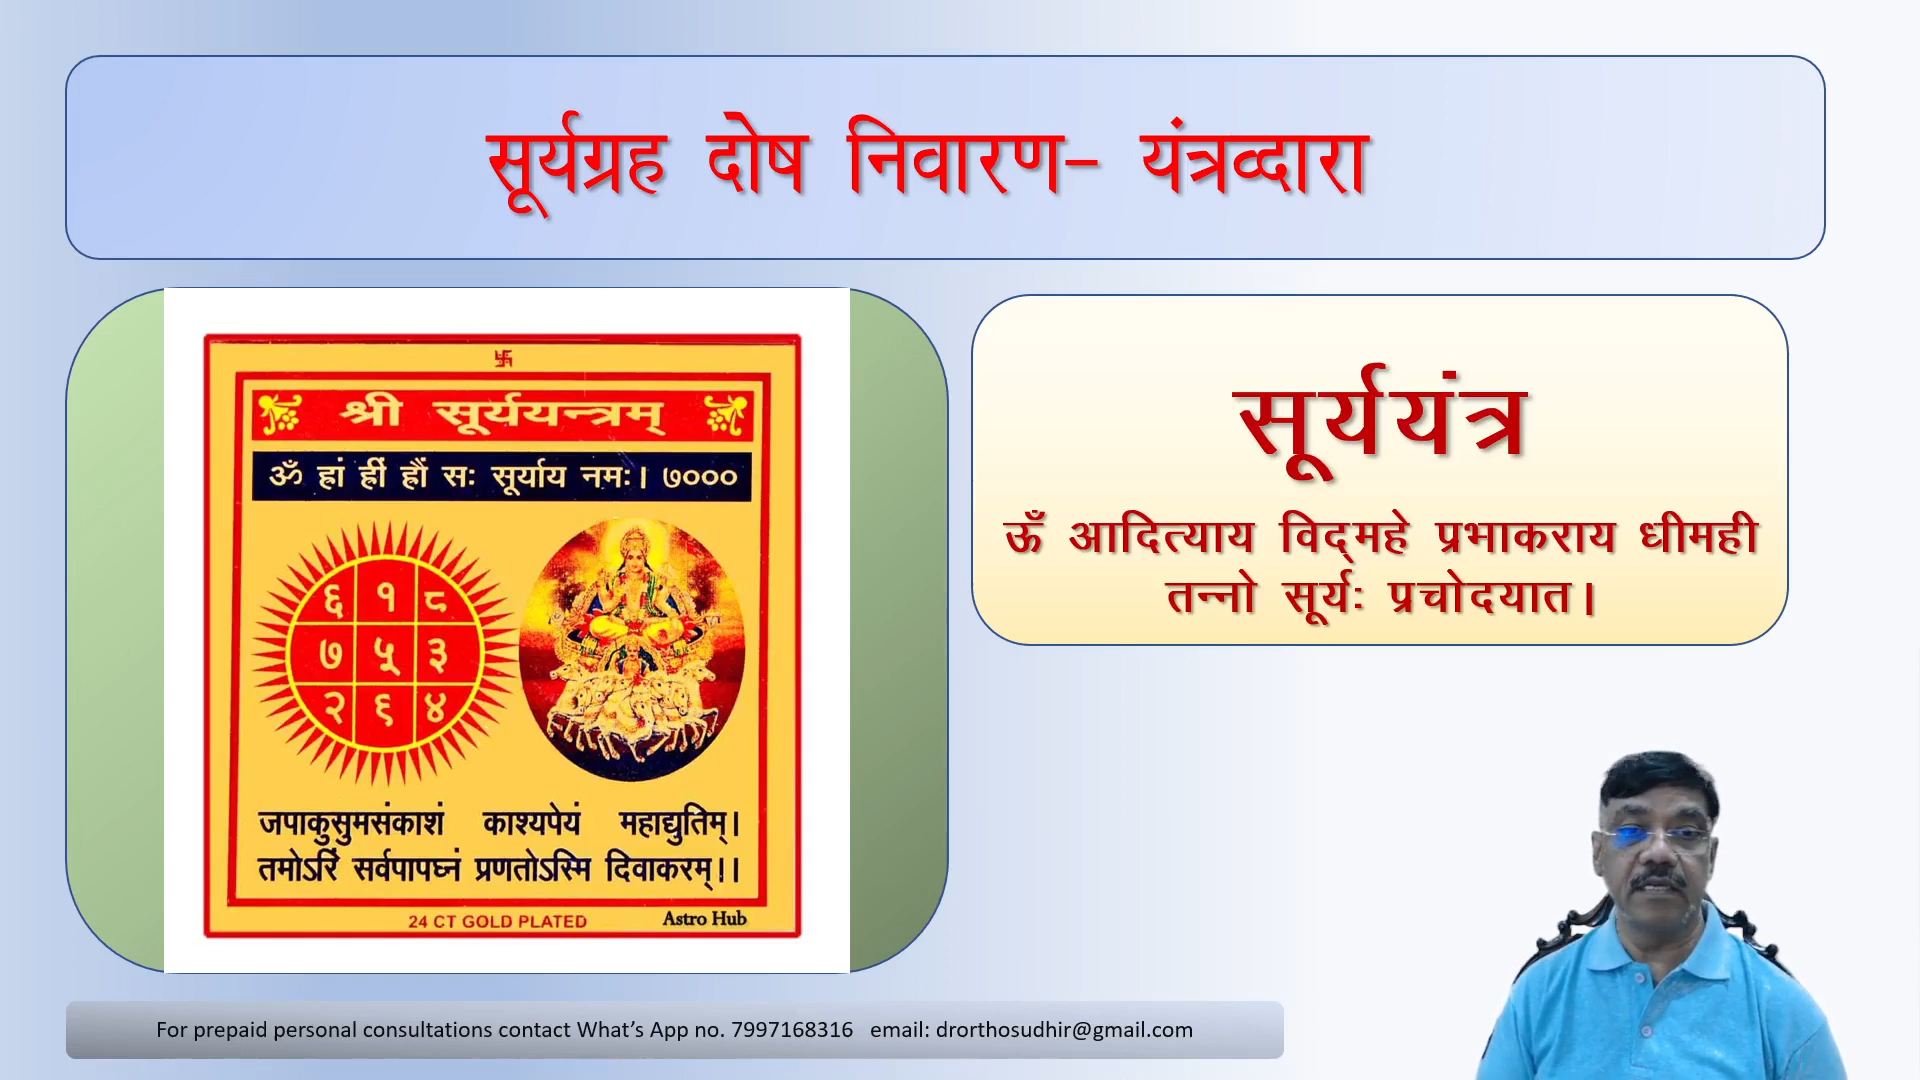 सूर्यग्रह दोष निवारण- यंत्रव्दारा
श्री सूर्ययन्त्रम्
ॐ ह्रां ह्रीं ह्रौं सः सूर्याय नमः। ७०००
६ १ ८
७ ५ ३
२ ९ ४
जपाकुसुमसंकाशं काश्यपेयं महाद्युतिम्।
तमोऽरिं सर्वपापघ्नं प्रणतोऽस्मि दिवाकरम्।।
24 CT GOLD PLATED Astro Hub
सूर्ययंत्र
ऊँ आदित्याय विद्महे प्रभाकराय धीमही
तन्नो सूर्यः प्रचोदयात।
For prepaid personal consultations contact What’s App no. 7997168316 email: drorthosudhir@gmail.com